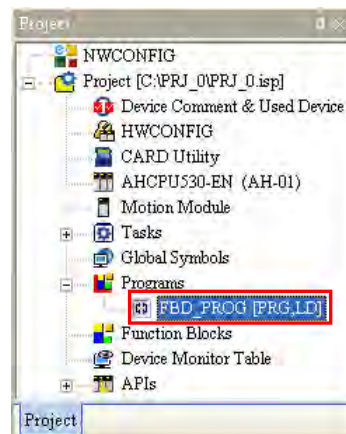 Project
NWCONFIG
Project [C:\PRJ_0\PRJ_0.isp]
Device Comment & Used Device
HWCONFIG
CARD Utility
AHCPU530-EN (AH-01)
Motion Module
Tasks
Global Symbols
Programs
FBD_PROG [PRG,LD]
Function Blocks
Device Monitor Table
APIs
Project